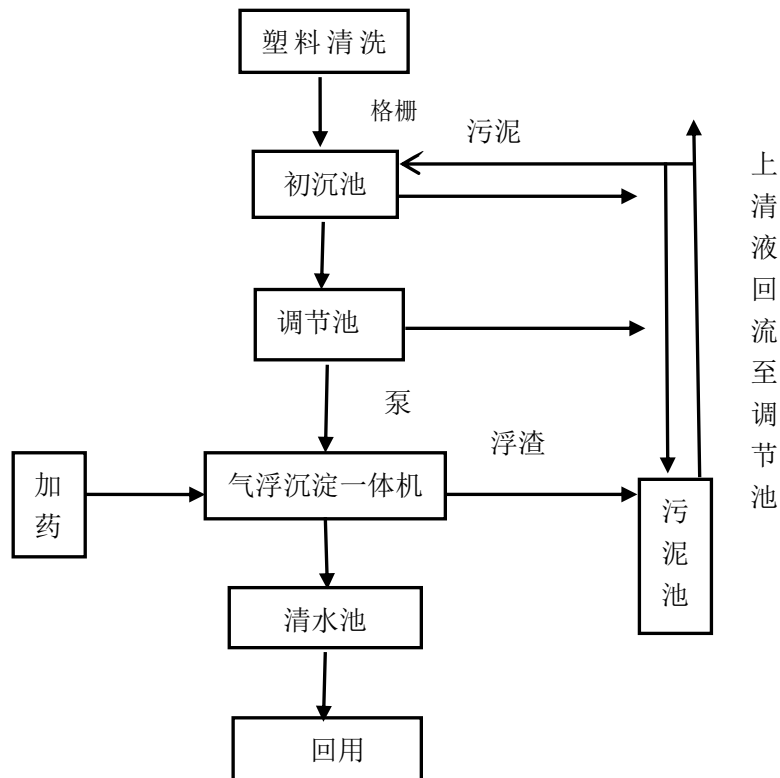 塑料清洗
格栅
污泥
初沉池
上清液回流至调节池
调节池
泵
浮渣
加药
气浮沉淀一体机
污泥池
清水池
回用